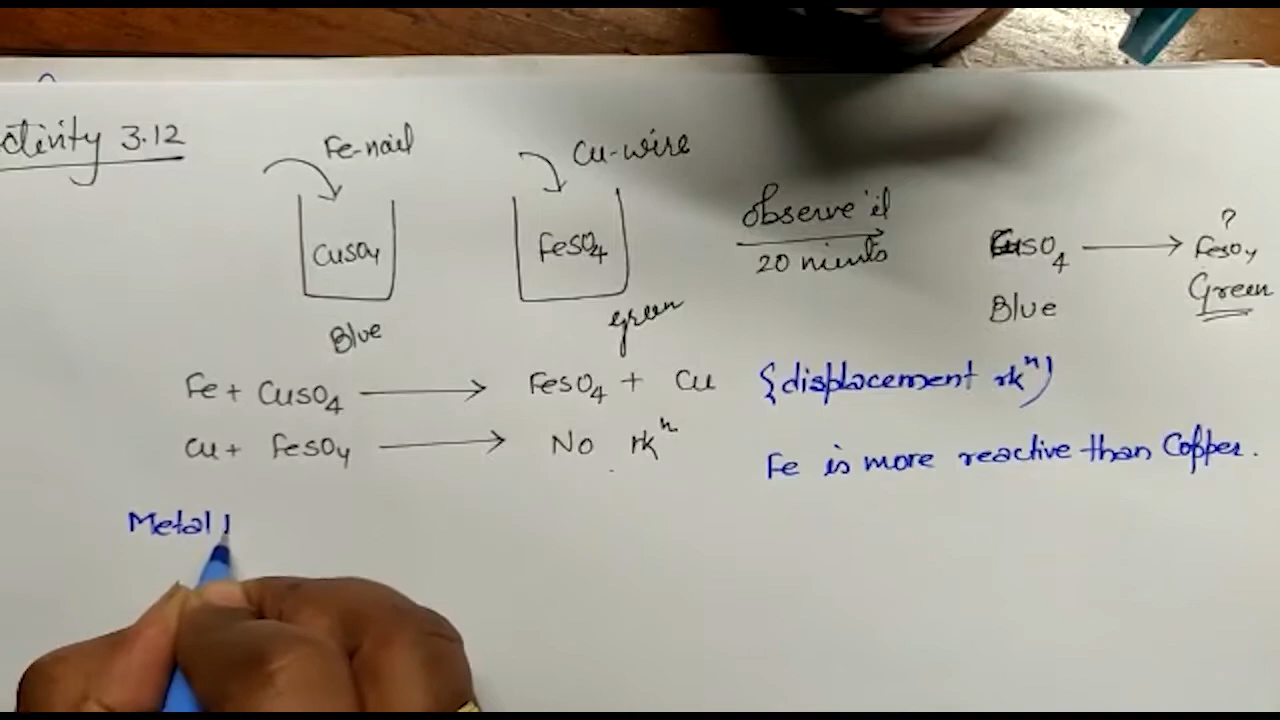 ctivity 3.12
Fe-nail
Cu-wire
CuSO4
FeSO4
Blue
green
observe it
20 niuts
CuSO4 → FeSO4
?
Blue
Green
Fe + CuSO4 → FeSO4 + Cu {displacement rkn)
Cu + FeSO4 → No rkn
Fe is more reactive than Copper.
Metal